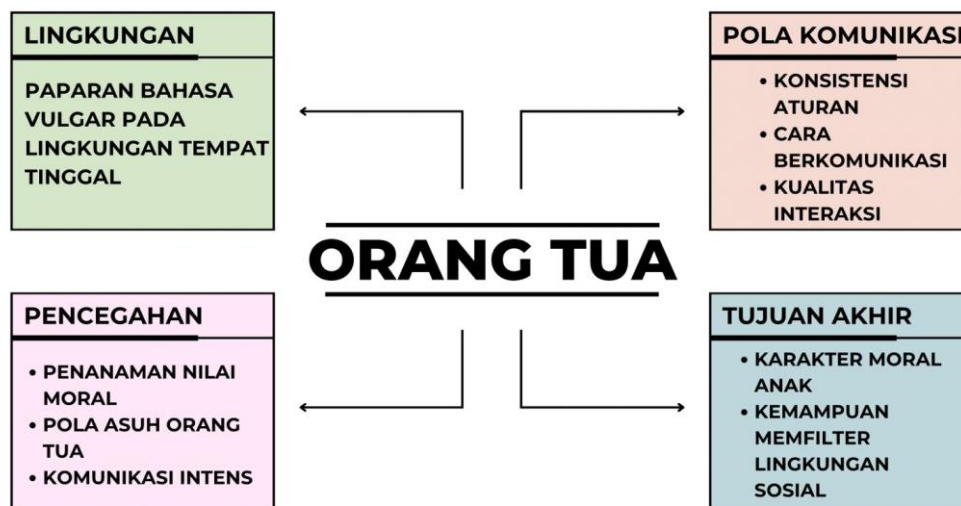 LINGKUNGAN
PAPARAN BAHASA
VULGAR PADA
LINGKUNGAN TEMPAT
TINGGAL
POLA KOMUNIKASI
• KONSISTENSI
ATURAN
• CARA
BERKOMUNIKASI
• KUALITAS
INTERAKSI
ORANG TUA
PENCEGAHAN
• PENANAMAN NILAI
MORAL
• POLA ASUH ORANG
TUA
• KOMUNIKASI INTENS
TUJUAN AKHIR
• KARAKTER MORAL
ANAK
• KEMAMPUAN
MEMFILTER
LINGKUNGAN
SOSIAL